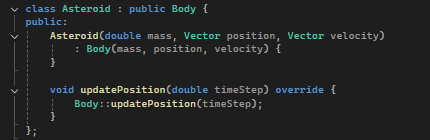 class Asteroid : public Body {
public:
    Asteroid(double mass, Vector position, Vector velocity)
        : Body(mass, position, velocity) {
    }

    void updatePosition(double timeStep) override {
        Body::updatePosition(timeStep);
    }
};